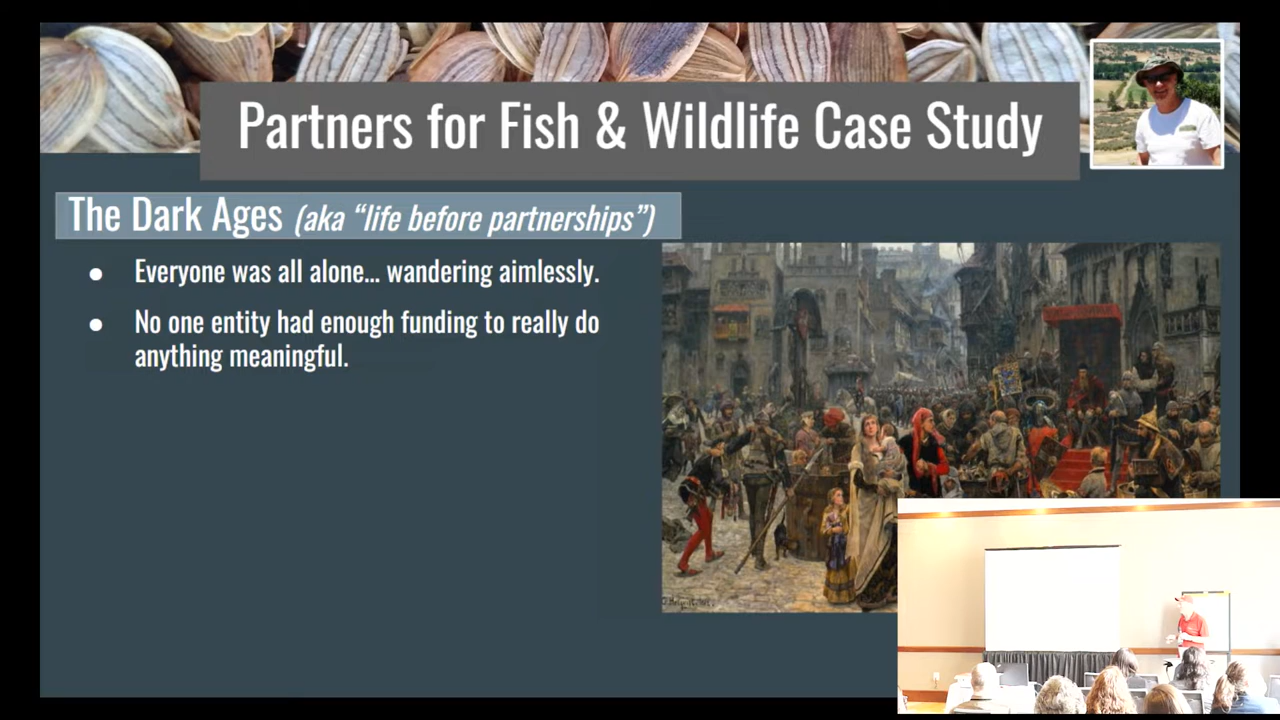 Partners for Fish & Wildlife Case Study
The Dark Ages (aka “life before partnerships”)
● Everyone was all alone... wandering aimlessly.
● No one entity had enough funding to really do
anything meaningful.